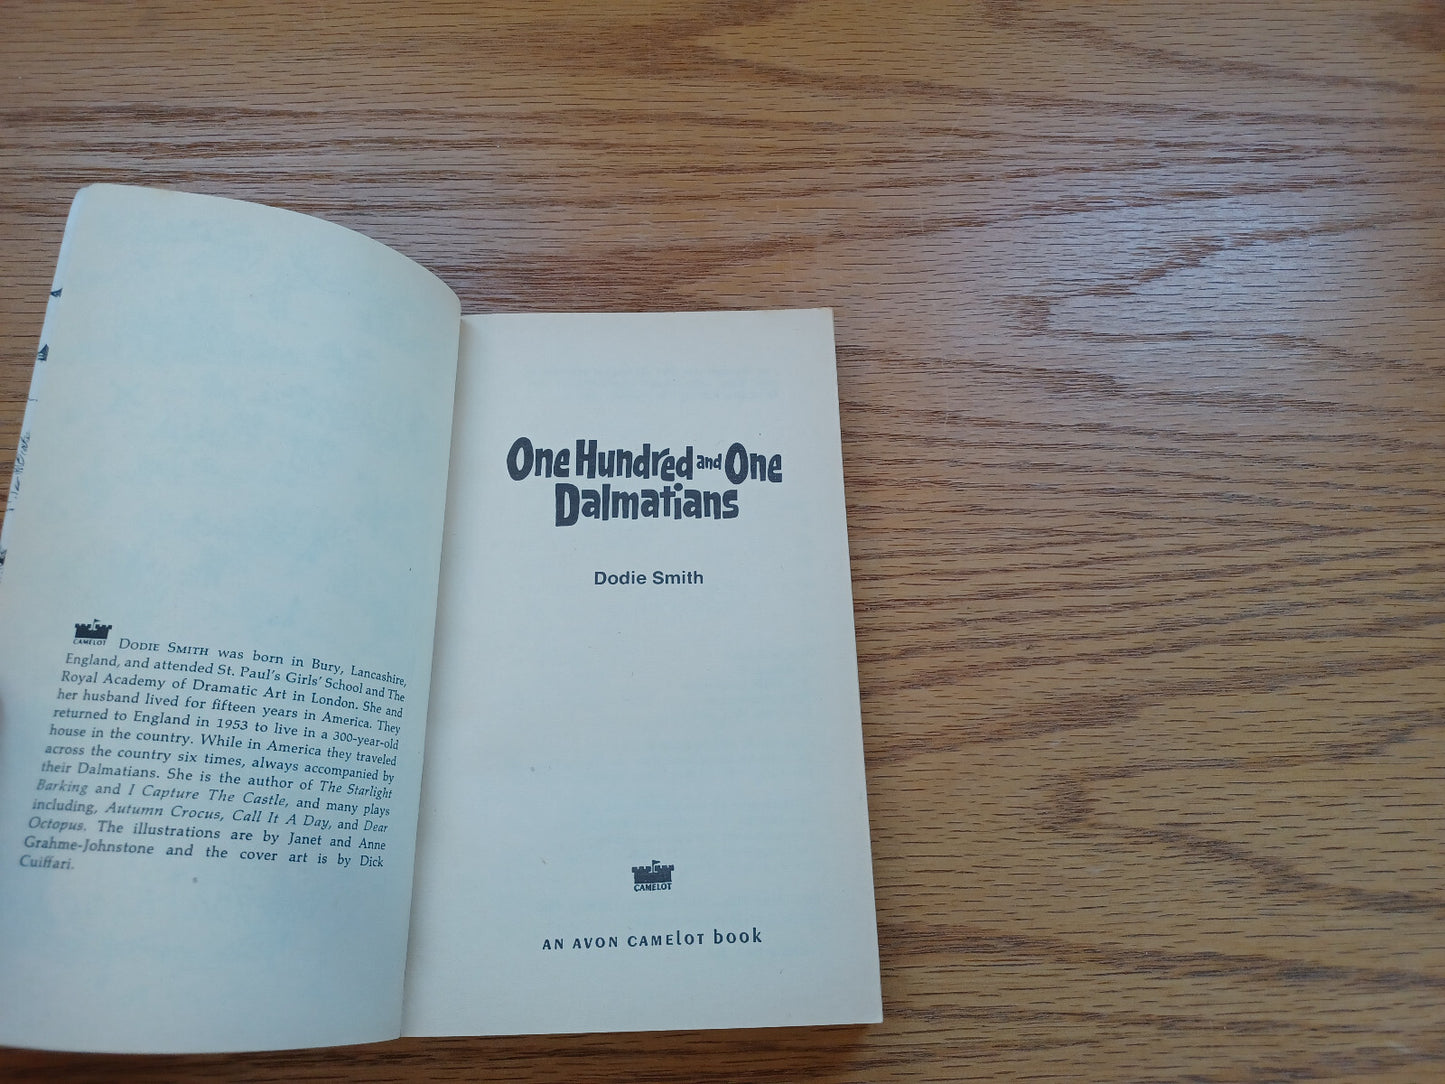 CAMELOT
DODIE SMITH was born in Bury, Lancashire,
England, and attended St. Paul's Girls' School and The
Royal Academy of Dramatic Art in London. She and
her husband lived for fifteen years in America. They
returned to England in 1953 to live in a 300-year-old
house in the country. While in America they traveled
across the country six times, always accompanied by
their Dalmatians. She is the author of The Starlight
Barking and I Capture The Castle, and many plays
including, Autumn Crocus, Call It A Day, and Dear
Octopus. The illustrations are by Janet and Anne
Grahme-Johnstone and the cover art is by Dick
Cuiffari.
One Hundred and One
Dalmatians
Dodie Smith
CAMELOT
AN AVON CAMELOT book